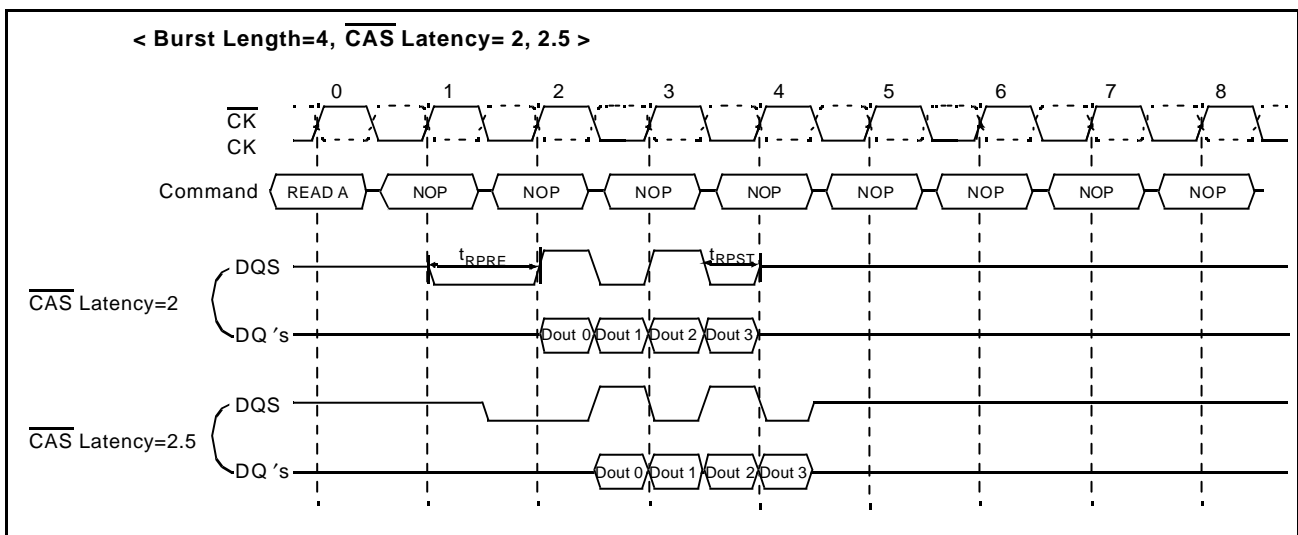 < Burst Length=4, CAS Latency= 2, 2.5 >
0 1 2 3 4 5 6 7 8
CK
CK
Command READ A NOP NOP NOP NOP NOP NOP NOP NOP
DQS tRPRE tRPST
CAS Latency=2
DQ ′s Dout 0 Dout 1 Dout 2 Dout 3
DQS
CAS Latency=2.5
DQ ′s Dout 0 Dout 1 Dout 2 Dout 3